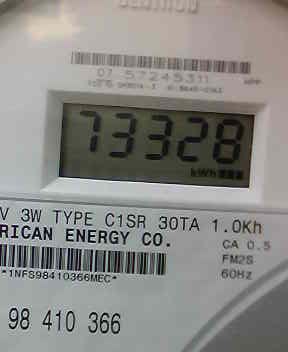 CENTRON
07 57245311
73328
kWh
V 3W TYPE C1SR 30TA 1.0Kh
RICAN ENERGY CO.
CA 0.5
FM2S
60Hz
*1NFS98410366MEC*
98 410 366